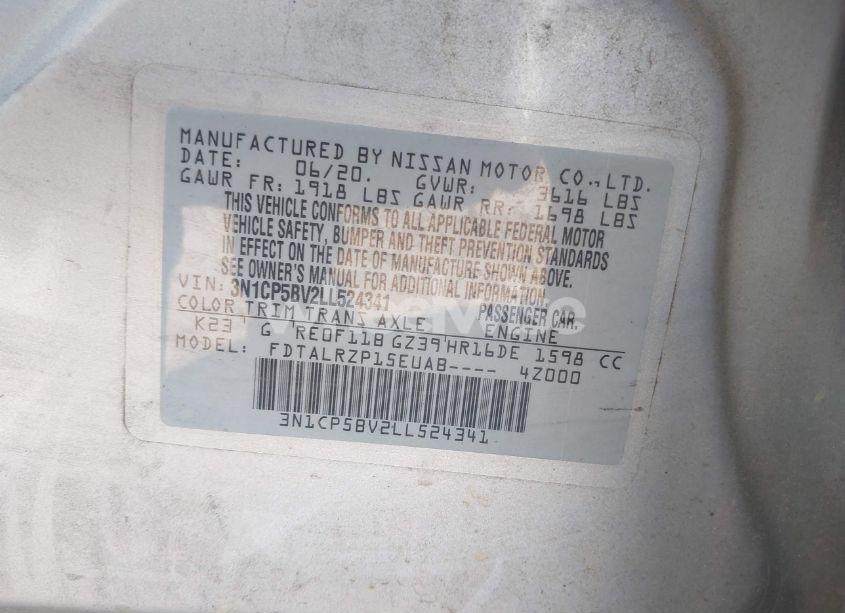 MANUFACTURED BY NISSAN MOTOR CO., LTD.
DATE: 06/20. GVWR: 3616 LBS
GAWR FR: 1918 LBS GAWR RR: 1698 LBS
THIS VEHICLE CONFORMS TO ALL APPLICABLE FEDERAL MOTOR
VEHICLE SAFETY, BUMPER AND THEFT PREVENTION STANDARDS
IN EFFECT ON THE DATE OF MANUFACTURE SHOWN ABOVE.
SEE OWNER'S MANUAL FOR ADDITIONAL INFORMATION
VIN: 3N1CP5BV2LL524341 PASSENGER CAR.
COLOR TRIM TRANS AXLE ENGINE
K23 G RE0F11B GZ39 HR16DE 1598 CC
MODEL: FDTALRZP15EUAB---- 4Z000
3N1CP5BV2LL524341